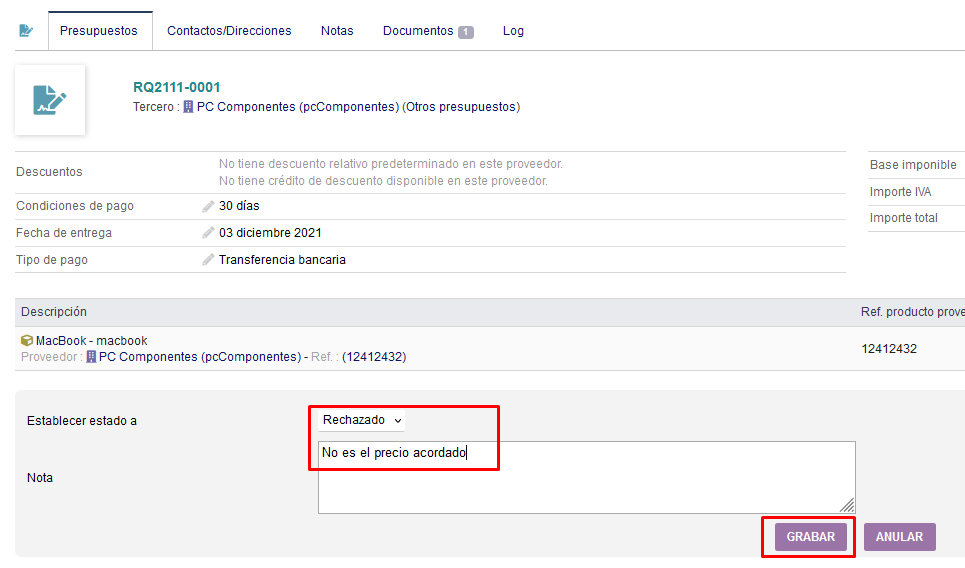 Presupuestos Contactos/Direcciones Notas Documentos 1 Log
RQ2111-0001
Tercero : PC Componentes (pcComponentes) (Otros presupuestos)
Descuentos No tiene descuento relativo predeterminado en este proveedor.
No tiene crédito de descuento disponible en este proveedor.
Condiciones de pago 30 días
Fecha de entrega 03 diciembre 2021
Tipo de pago Transferencia bancaria
Base imponible
Importe IVA
Importe total
Descripción Ref. producto prove
MacBook - macbook
Proveedor : PC Componentes (pcComponentes) - Ref. : (12412432)
12412432
Establecer estado a Rechazado
Nota No es el precio acordado
GRABAR ANULAR